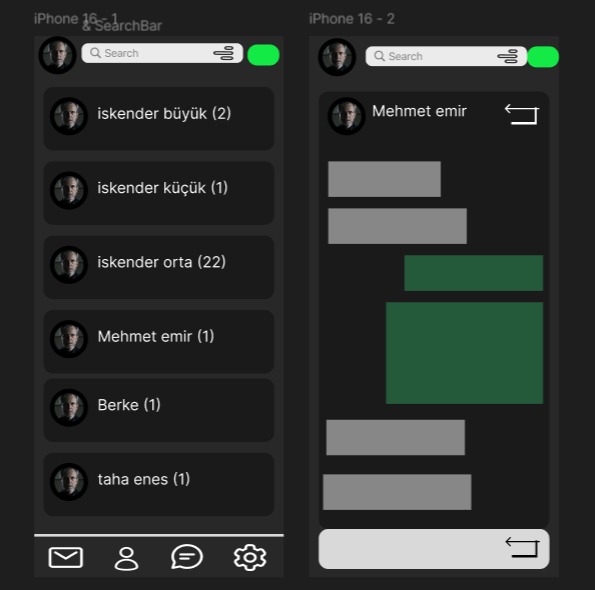 iPhone 16 - 1
& SearchBar
Search
iskender büyük (2)
iskender küçük (1)
iskender orta (22)
Mehmet emir (1)
Berke (1)
taha enes (1)
iPhone 16 - 2
Search
Mehmet emir